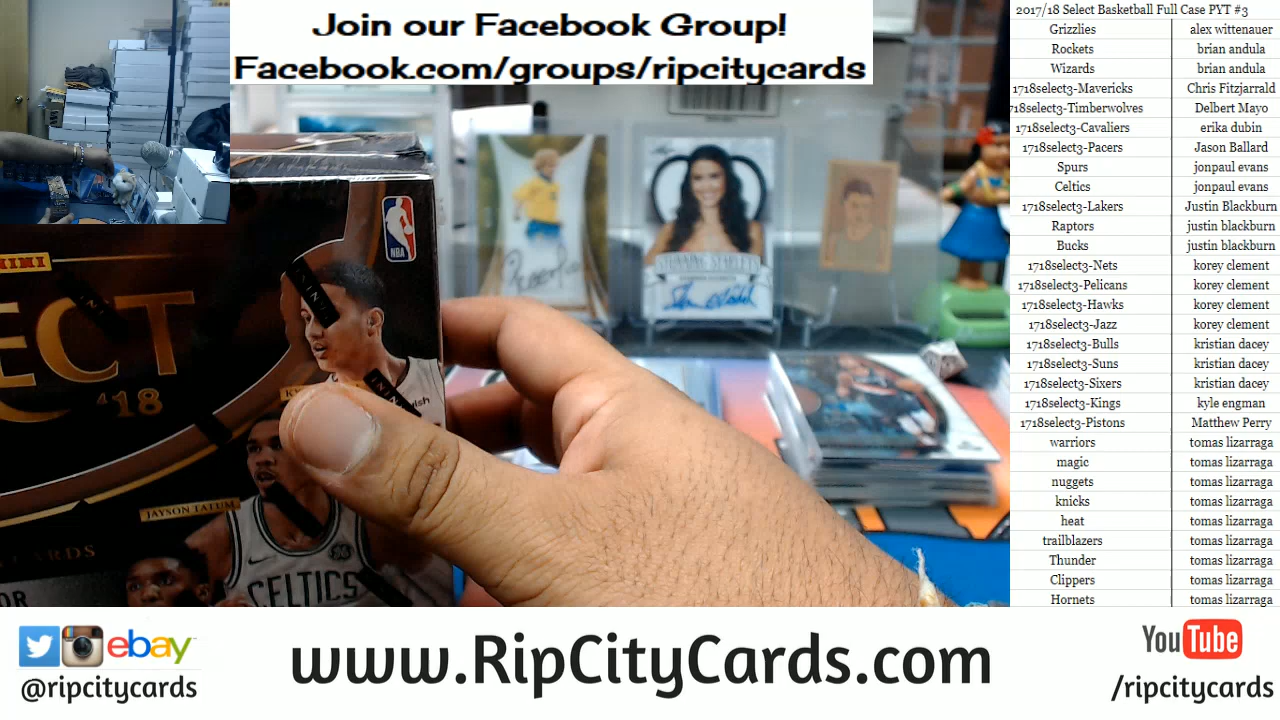 Join our Facebook Group!
Facebook.com/groups/ripcitycards
2017/18 Select Basketball Full Case PYT #3
Grizzlies alex wittenauer
Rockets brian andula
Wizards brian andula
1718select3-Mavericks Chris Fitzjarrald
718select3-Timberwolves Delbert Mayo
1718select3-Cavaliers erika dubin
1718select3-Pacers Jason Ballard
Spurs jonpaul evans
Celtics jonpaul evans
1718select3-Lakers Justin Blackburn
Raptors justin blackburn
Bucks justin blackburn
1718select3-Nets korey clement
1718select3-Pelicans korey clement
1718select3-Hawks korey clement
1718select3-Jazz korey clement
1718select3-Bulls kristian dacey
1718select3-Suns kristian dacey
1718select3-Sixers kristian dacey
1718select3-Kings kyle engman
1718select3-Pistons Matthew Perry
warriors tomas lizarraga
magic tomas lizarraga
nuggets tomas lizarraga
knicks tomas lizarraga
heat tomas lizarraga
trailblazers tomas lizarraga
Thunder tomas lizarraga
Clippers tomas lizarraga
Hornets tomas lizarraga
NBA
INI
ECT
'18
JAYSON TATUM
ARDS
OR
wish
CELTICS
ebay
@ripcitycards
www.RipCityCards.com
YouTube
/ripcitycards